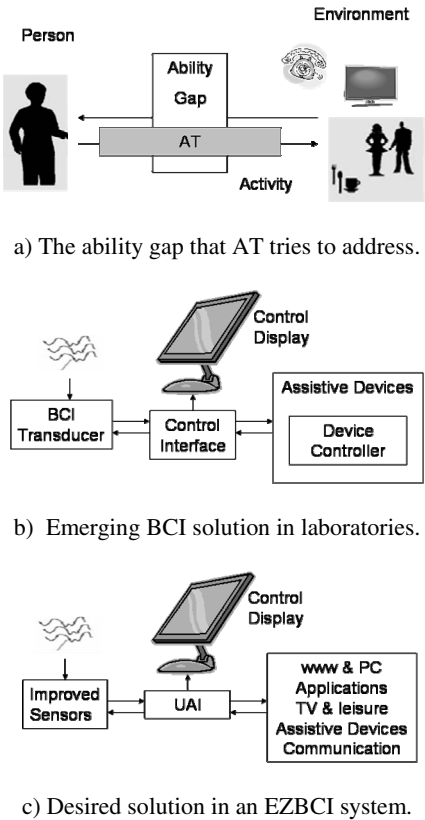 Environment
Person
Ability
Gap
AT
Activity
a) The ability gap that AT tries to address.
Control
Display
BCI
Transducer
Control
Interface
Assistive Devices
Device
Controller
b) Emerging BCI solution in laboratories.
Control
Display
Improved
Sensors
UAI
www & PC
Applications
TV & leisure
Assistive Devices
Communication
c) Desired solution in an EZBCI system.